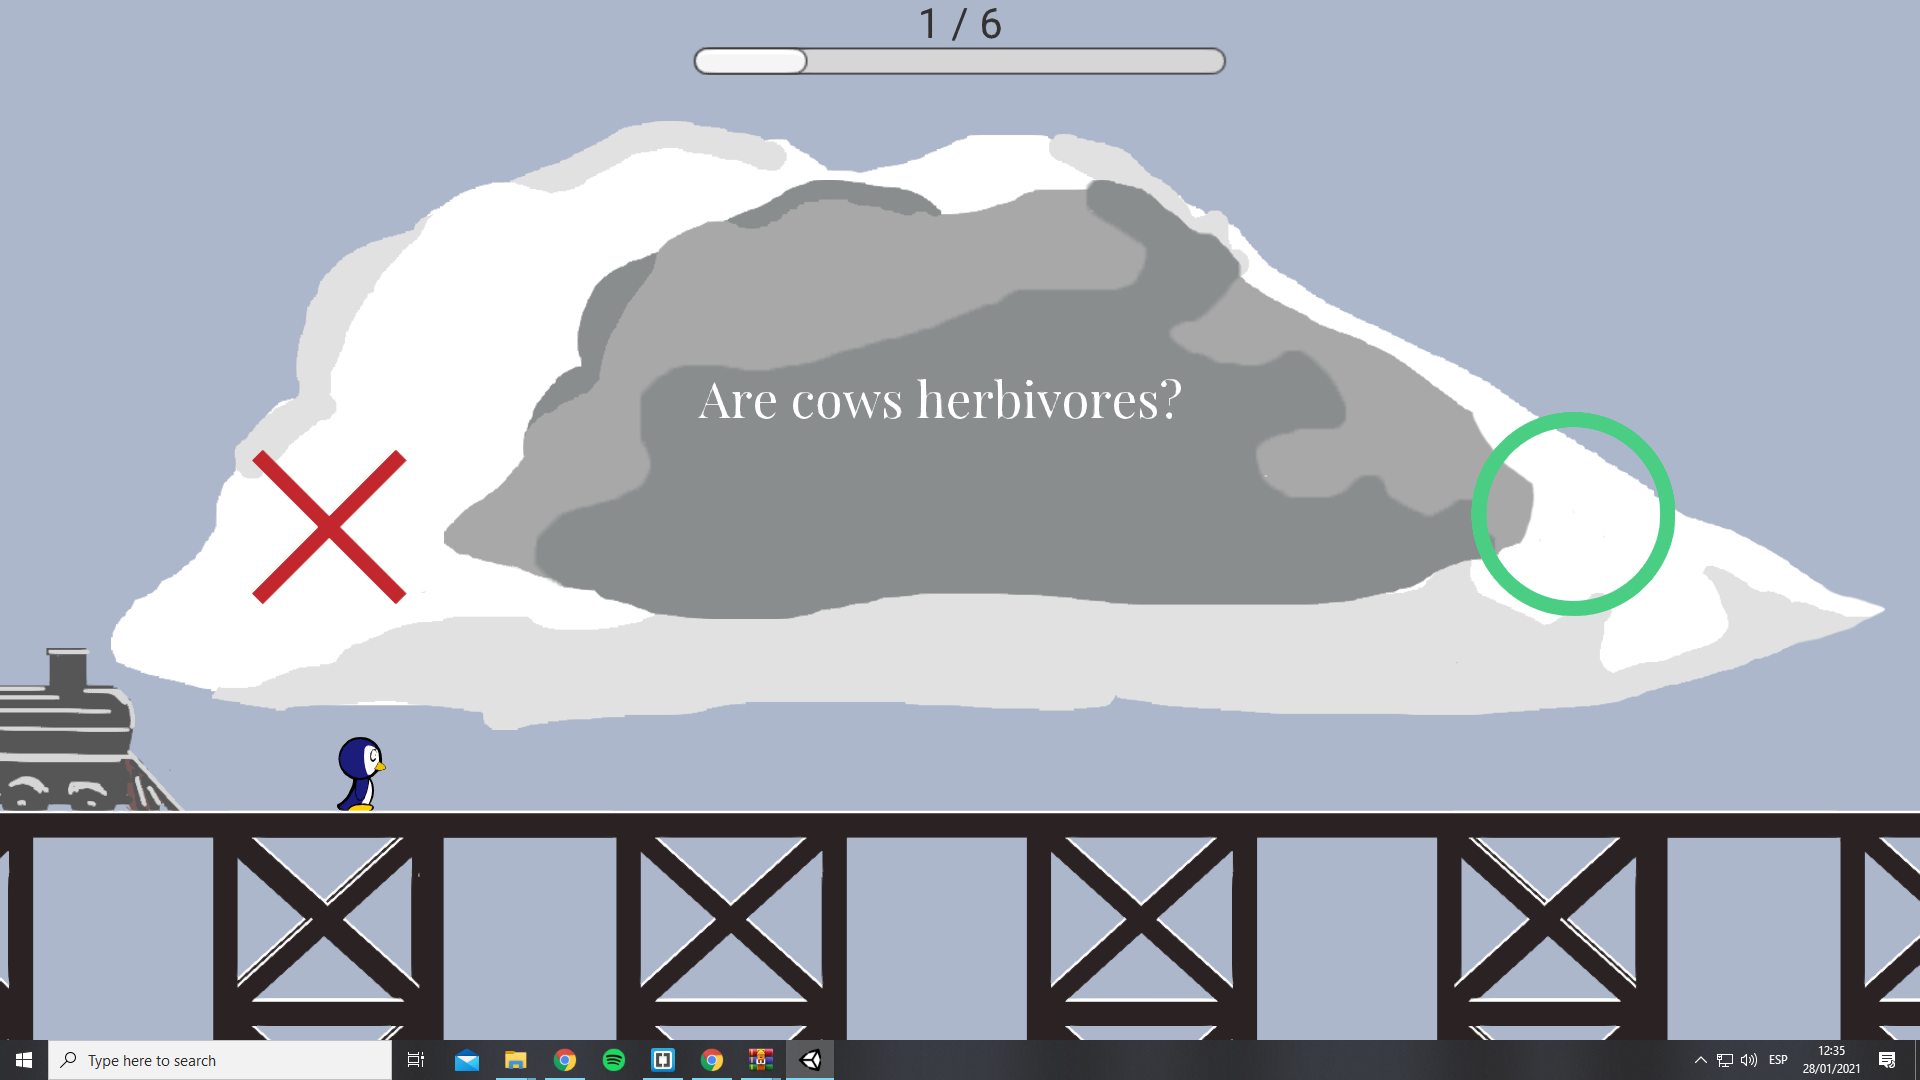 1 / 6
Are cows herbivores?
Type here to search
ESP
12:35
28/01/2021